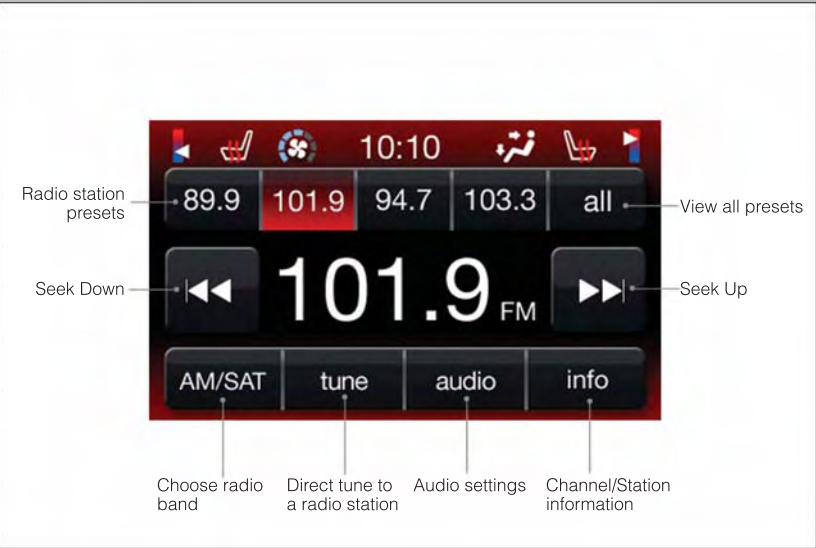 10:10
Radio station
presets
89.9 101.9 94.7 103.3 all
View all presets
Seek Down
101.9 FM
Seek Up
AM/SAT tune audio info
Choose radio
band
Direct tune to
a radio station
Audio settings
Channel/Station
information